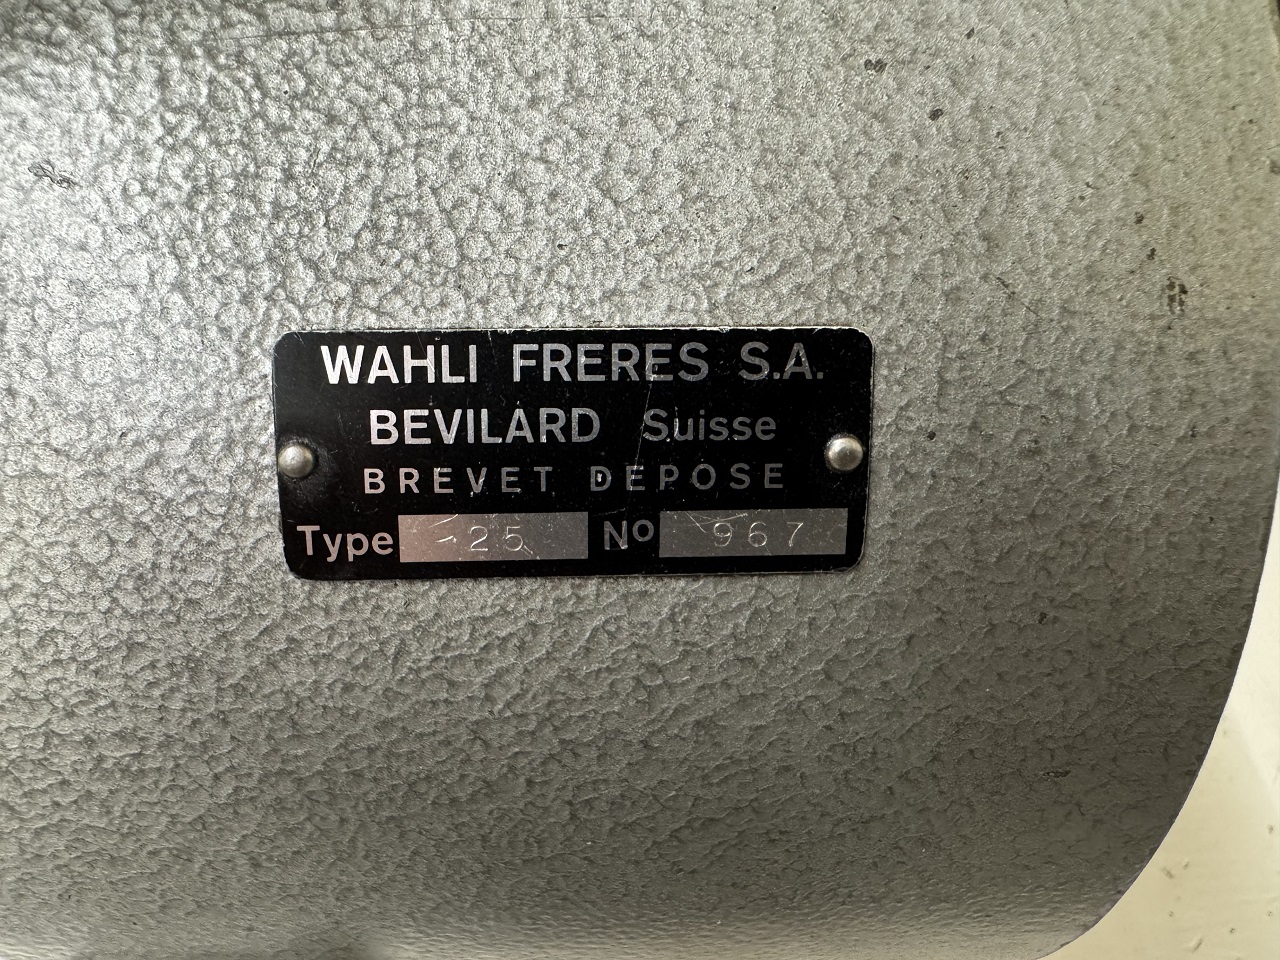 WAHLI FRERES S.A.
BEVILARD Suisse
BREVET DEPOSE
Type 25 No 967